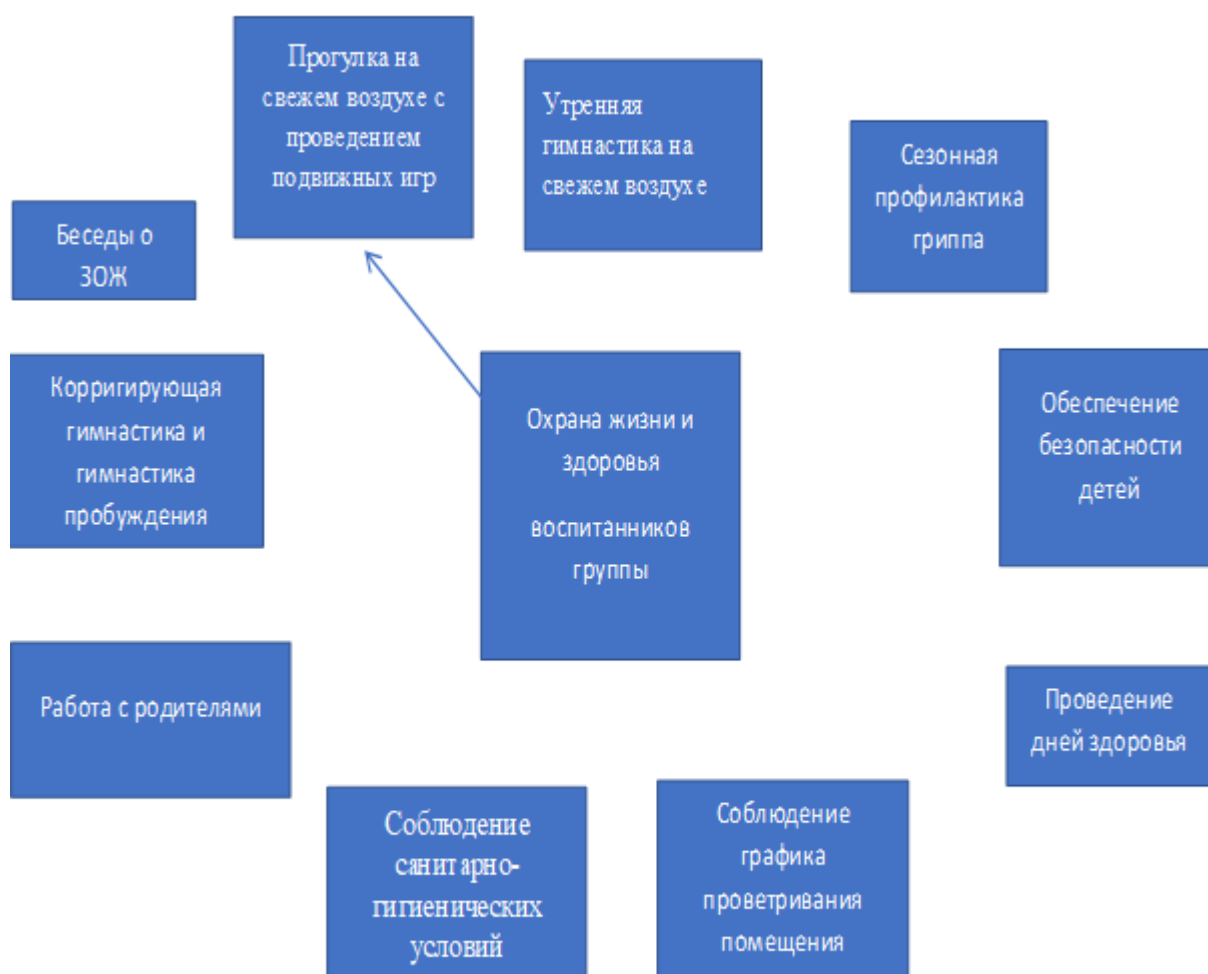 Прогулка на
свежем воздухе с
проведением
подвижных игр
Утренняя
гимнастика на
свежем воздухе
Сезонная
профилактика
гриппа
Беседы о
ЗОЖ
Корригирующая
гимнастика и
гимнастика
пробуждения
Охрана жизни и
здоровья
воспитанников
группы
Обеспечение
безопасности
детей
Работа с родителями
Проведение
дней здоровья
Соблюдение
санитарно-
гигиенических
условий
Соблюдение
графика
проветривания
помещения